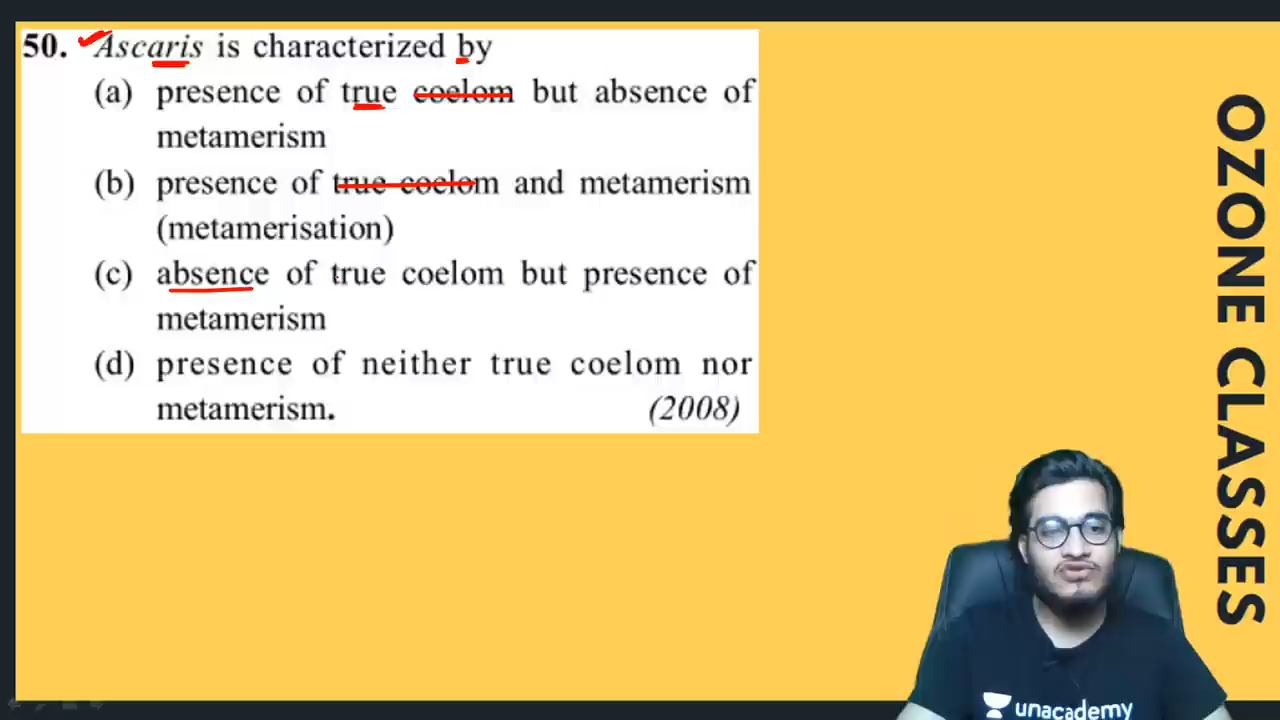 50. Ascaris is characterized by
(a) presence of true coelom but absence of
metamerism
(b) presence of true coelom and metamerism
(metamerisation)
(c) absence of true coelom but presence of
metamerism
(d) presence of neither true coelom nor
metamerism. (2008)
OZONE CLASSES
unacademy